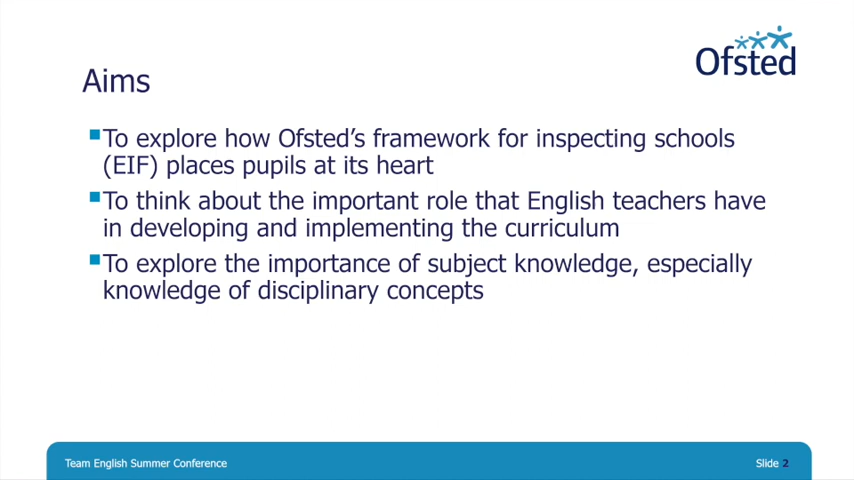 Ofsted
Aims
To explore how Ofsted’s framework for inspecting schools
(EIF) places pupils at its heart
To think about the important role that English teachers have
in developing and implementing the curriculum
To explore the importance of subject knowledge, especially
knowledge of disciplinary concepts
Team English Summer Conference
Slide 2